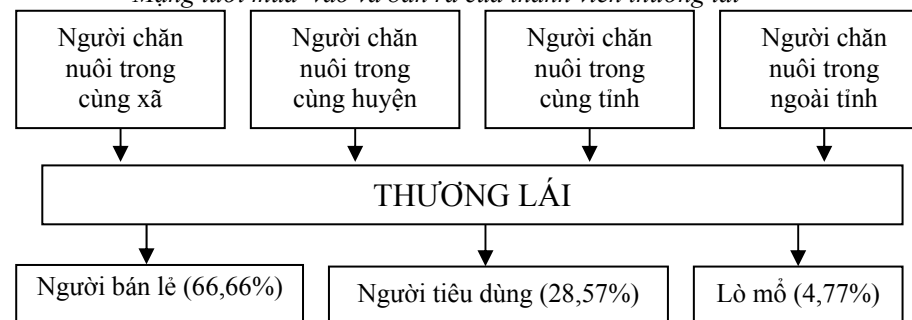 Mạng lưới mua vào và bán ra của thành viên thương lái
Người chăn
nuôi trong
cùng xã
Người chăn
nuôi trong
cùng huyện
Người chăn
nuôi trong
cùng tỉnh
Người chăn
nuôi trong
ngoài tỉnh
THƯƠNG LÁI
Người bán lẻ (66,66%)
Người tiêu dùng (28,57%)
Lò mổ (4,77%)